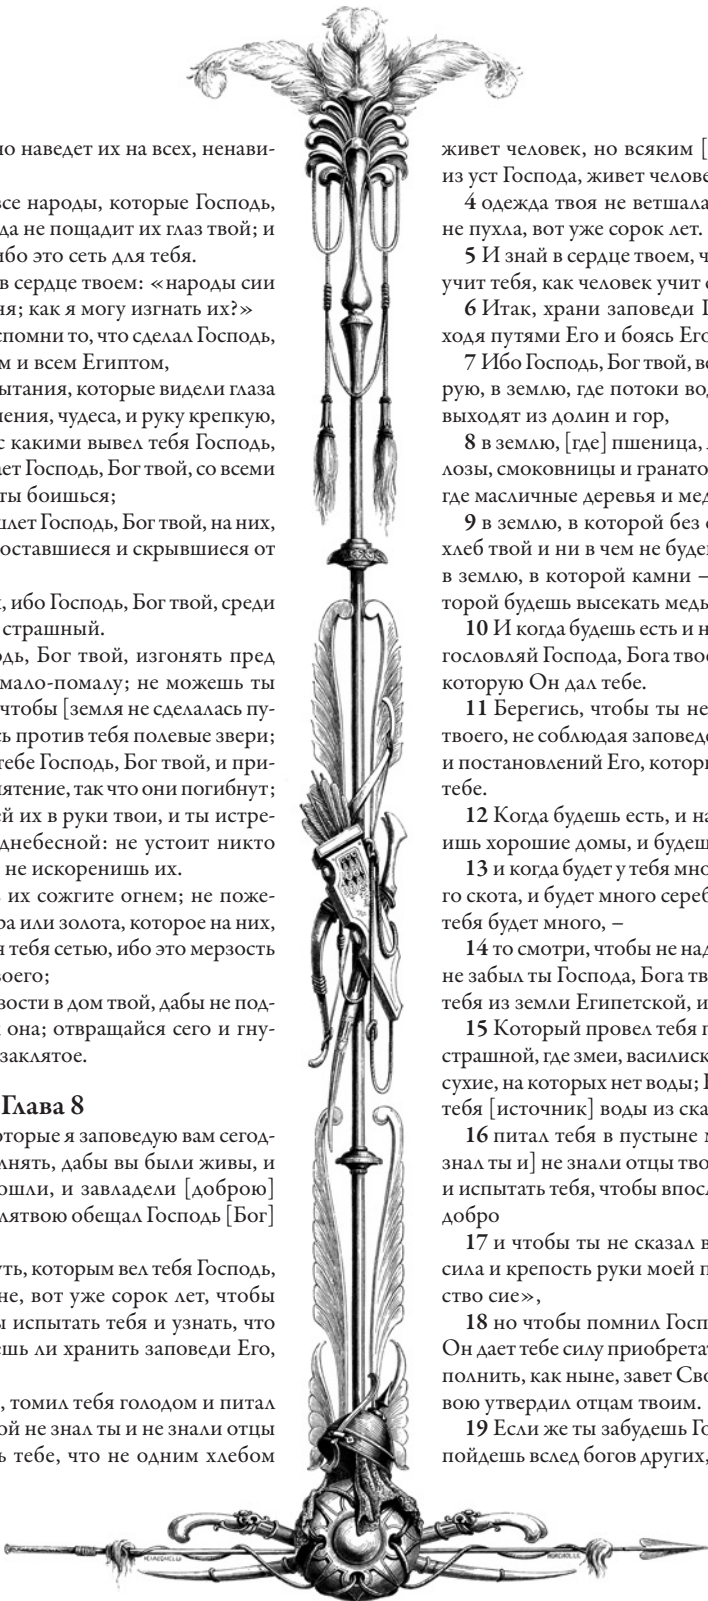 но наведет их на всех, ненави-
все народы, которые Господь,
да не пощадит их глаз твой; и
ибо это сеть для тебя.
в сердце твоем: «народы сии
ня; как я могу изгнать их?»
спомни то, что сделал Господь,
м и всем Египтом,
ытания, которые видели глаза
мения, чудеса, и руку крепкую,
с какими вывел тебя Господь,
ает Господь, Бог твой, со всеми
ты боишься;
шлет Господь, Бог твой, на них,
оставшиеся и скрывшиеся от
, ибо Господь, Бог твой, среди
страшный.
одь, Бог твой, изгонять пред
мало-помалу; не можешь ты
чтобы [земля не сделалась пу-
сь против тебя полевые звери;
тебе Господь, Бог твой, и при-
мятение, так что они погибнут;
ей их в руки твои, и ты истре-
днебесной: не устоит никто
не искоренишь их.
в их сожгите огнем; не поже-
ра или золота, которое на них,
я тебя сетью, ибо это мерзость
воего;
зости в дом твой, дабы не под-
к она; отвращайся сего и гну-
заклятое.
Глава 8
оторые я заповедую вам сегод-
лнять, дабы вы были живы, и
ошли, и завладели [доброю]
лятвою обещал Господь [Бог]
уть, которым вел тебя Господь,
не, вот уже сорок лет, чтобы
ы испытать тебя и узнать, что
ешь ли хранить заповеди Его,
, томил тебя голодом и питал
ой не знал ты и не знали отцы
ь тебе, что не одним хлебом
живет человек, но всяким [
из уст Господа, живет челове
4 одежда твоя не ветшала
не пухла, вот уже сорок лет.
5 И знай в сердце твоем, ч
учит тебя, как человек учит с
6 Итак, храни заповеди Г
ходя путями Его и боясь Его
7 Ибо Господь, Бог твой, ве
рую, в землю, где потоки вод
выходят из долин и гор,
8 в землю, [где] пшеница,
лозы, смоковницы и гранато
где масличные деревья и мед
9 в землю, в которой без с
хлеб твой и ни в чем не будеш
в землю, в которой камни –
торой будешь высекать медь
10 И когда будешь есть и н
гословляй Господа, Бога твое
которую Он дал тебе.
11 Берегись, чтобы ты не
твоего, не соблюдая заповеде
и постановлений Его, котори
тебе.
12 Когда будешь есть, и на
ишь хорошие домы, и будеш
13 и когда будет у тебя мно
го скота, и будет много сереб
тебя будет много, –
14 то смотри, чтобы не над
не забыл ты Господа, Бога тв
тебя из земли Египетской, и
15 Который провел тебя п
страшной, где змеи, василиск
сухие, на которых нет воды;
тебя [источник] воды из ска
16 питал тебя в пустыне м
знал ты и] не знали отцы тво
и испытать тебя, чтобы впосл
добро
17 и чтобы ты не сказал в
сила и крепость руки моей п
ство сие»,
18 но чтобы помнил Госп
Он дает тебе силу приобретат
полнить, как ныне, завет Сво
вою утвердил отцам твоим.
19 Если же ты забудешь Го
пойдешь вслед богов других,